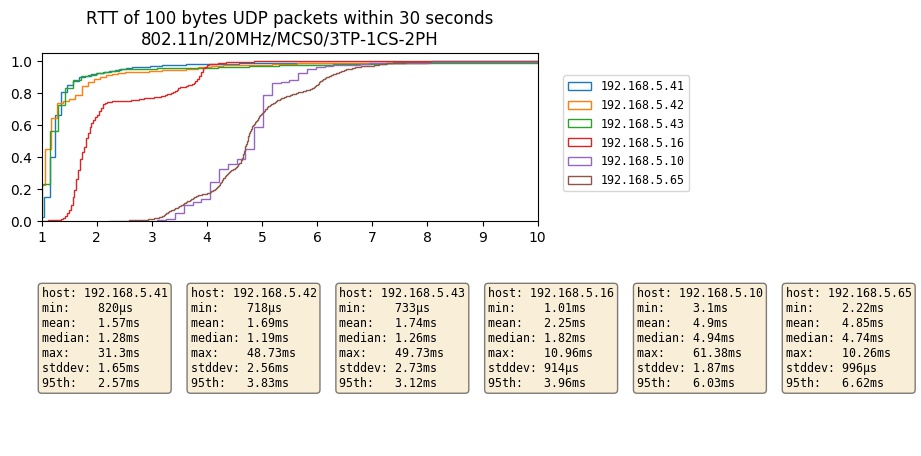 RTT of 100 bytes UDP packets within 30 seconds
802.11n/20MHz/MCS0/3TP-1CS-2PH
1.0
0.8
0.6
0.4
0.2
0.0
1 2 3 4 5 6 7 8 9 10
192.168.5.41
192.168.5.42
192.168.5.43
192.168.5.16
192.168.5.10
192.168.5.65
host: 192.168.5.41
min: 820µs
mean: 1.57ms
median: 1.28ms
max: 31.3ms
stddev: 1.65ms
95th: 2.57ms
host: 192.168.5.42
min: 718µs
mean: 1.69ms
median: 1.19ms
max: 48.73ms
stddev: 2.56ms
95th: 3.83ms
host: 192.168.5.43
min: 733µs
mean: 1.74ms
median: 1.26ms
max: 49.73ms
stddev: 2.73ms
95th: 3.12ms
host: 192.168.5.16
min: 1.01ms
mean: 2.25ms
median: 1.82ms
max: 10.96ms
stddev: 914µs
95th: 3.96ms
host: 192.168.5.10
min: 3.1ms
mean: 4.9ms
median: 4.94ms
max: 61.38ms
stddev: 1.87ms
95th: 6.03ms
host: 192.168.5.65
min: 2.22ms
mean: 4.85ms
median: 4.74ms
max: 10.26ms
stddev: 996µs
95th: 6.62ms